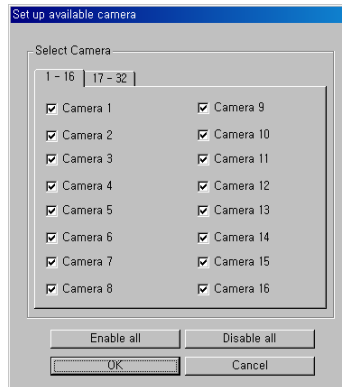 Set up available camera
Select Camera
1 - 16
17 - 32
Camera 1
Camera 2
Camera 3
Camera 4
Camera 5
Camera 6
Camera 7
Camera 8
Camera 9
Camera 10
Camera 11
Camera 12
Camera 13
Camera 14
Camera 15
Camera 16
Enable all
Disable all
OK
Cancel